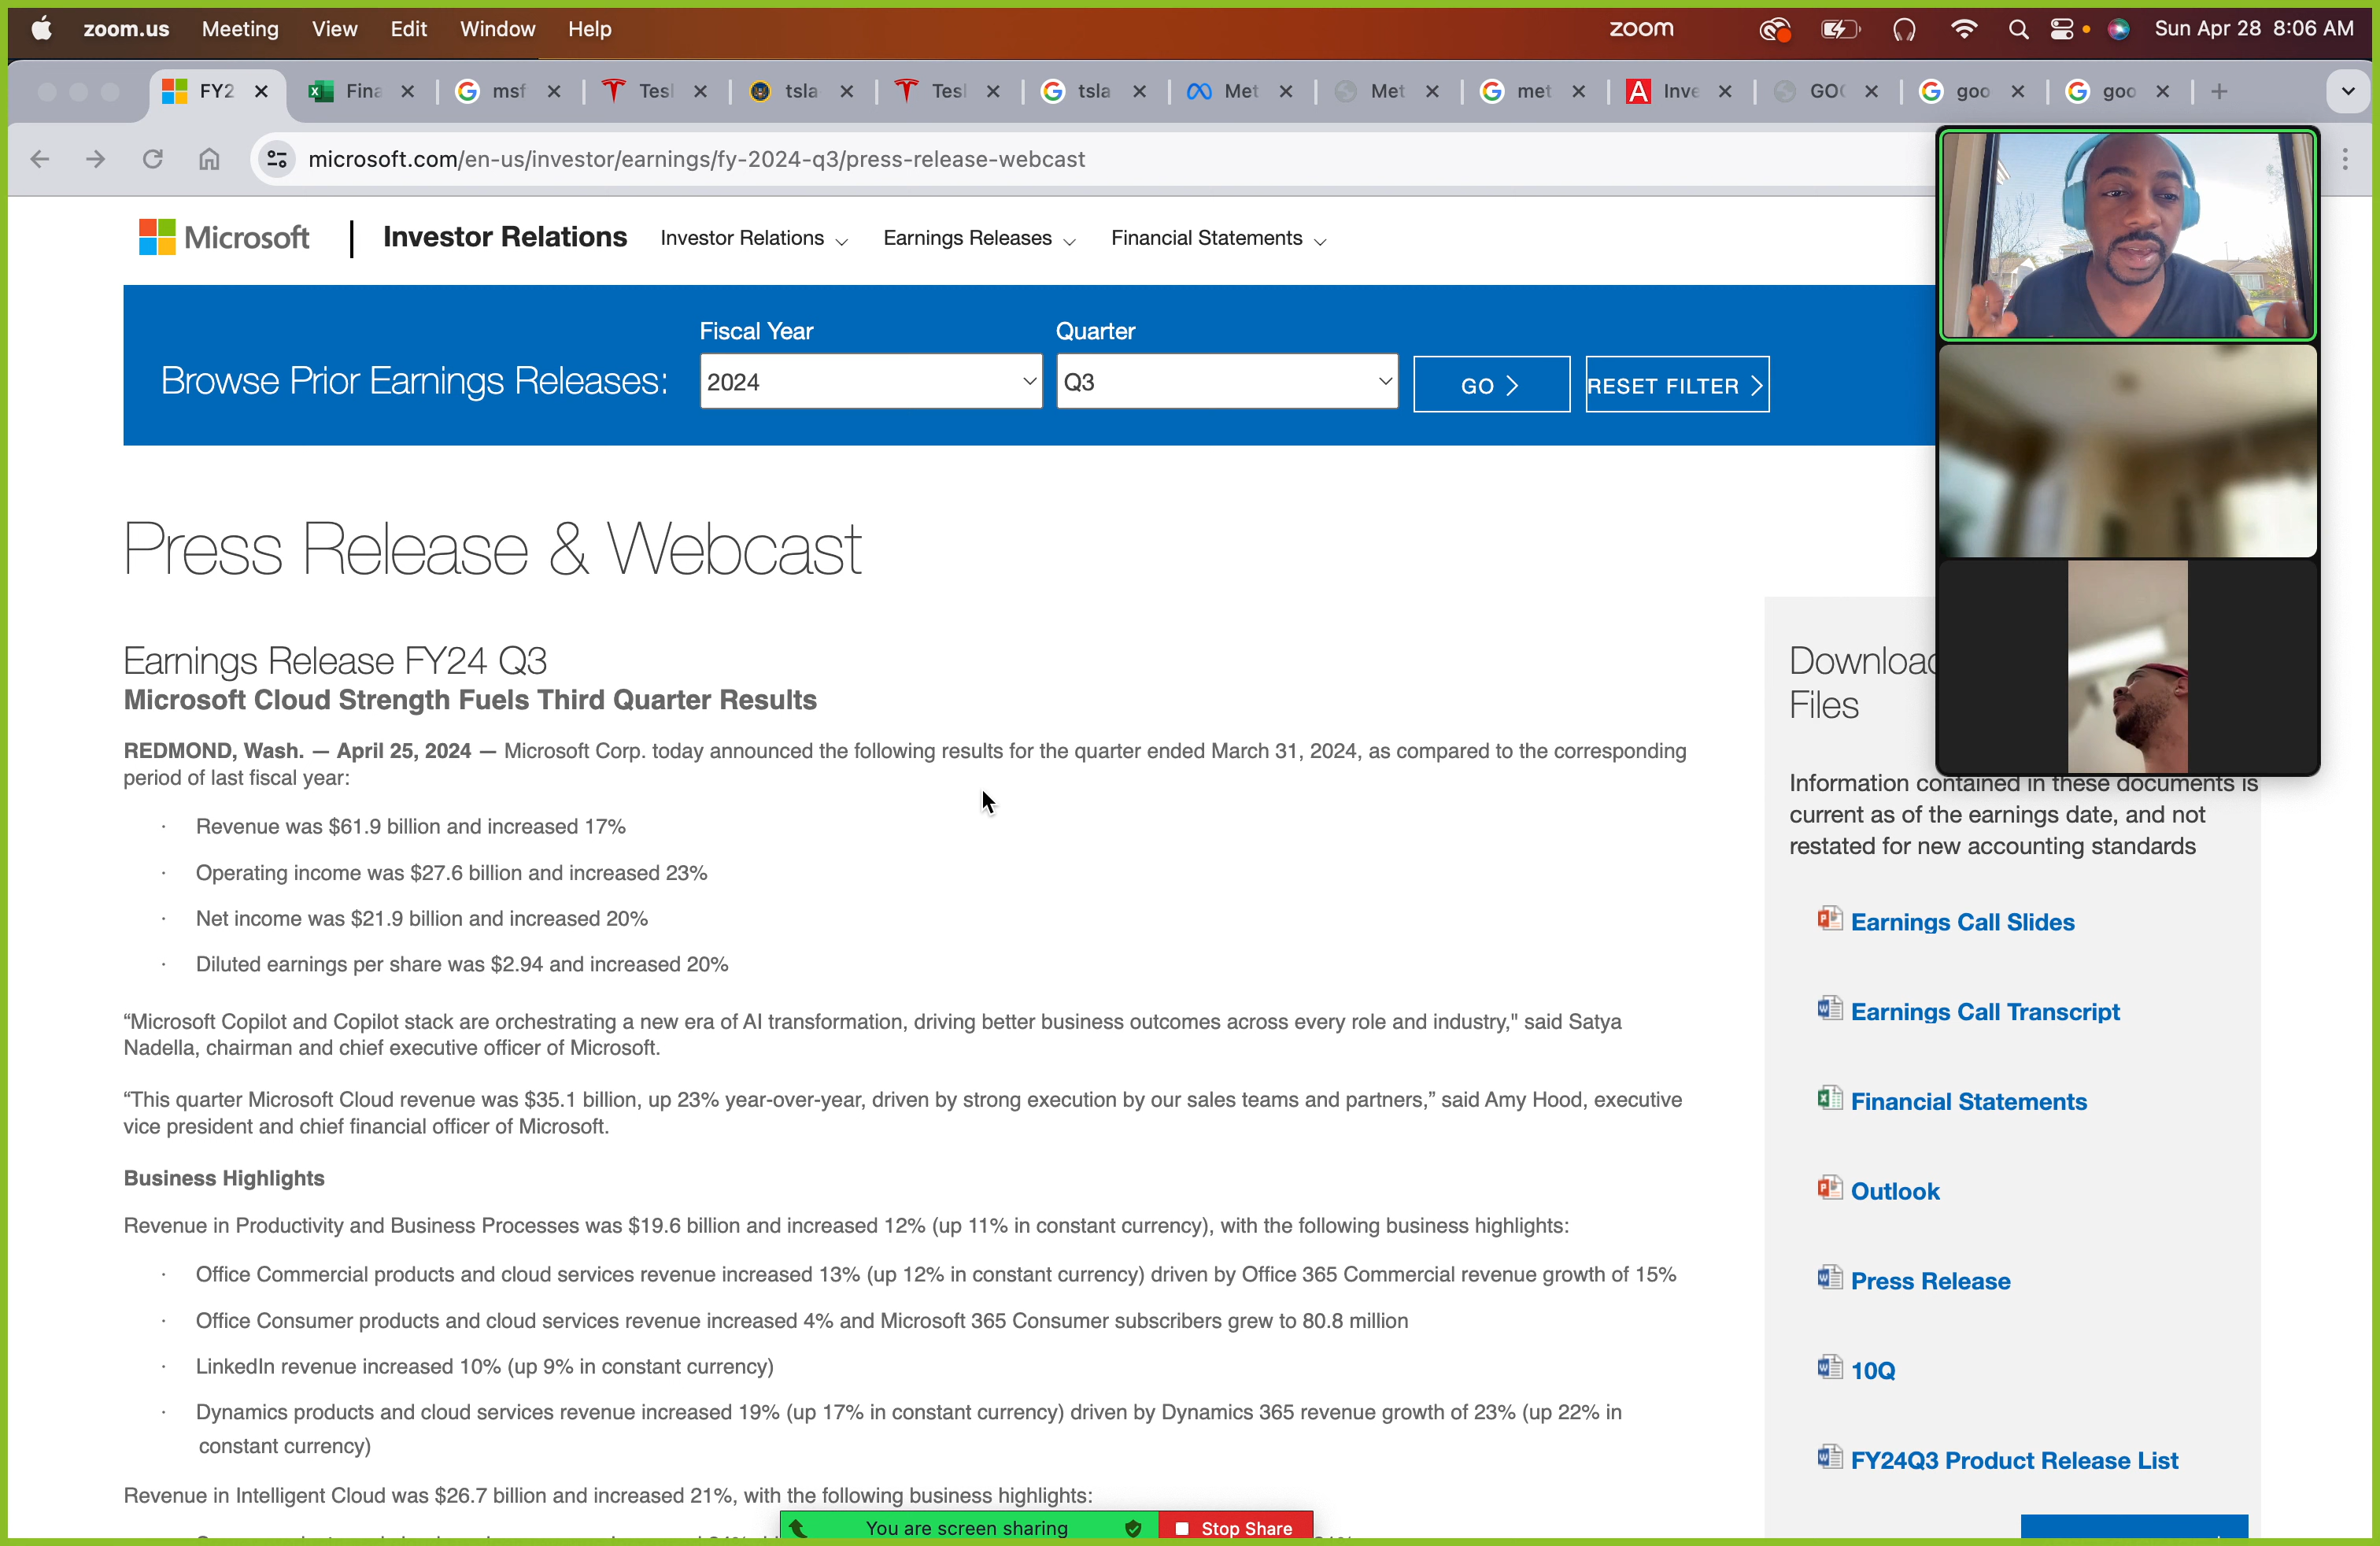 zoom.us Meeting View Edit Window Help zoom Sun Apr 28 8:06 AM
FY2 Fina msf Tesl tsla Tesl tsla Met Met met Inve GOO goo goo
microsoft.com/en-us/investor/earnings/fy-2024-q3/press-release-webcast
Microsoft | Investor Relations Investor Relations Earnings Releases Financial Statements
Fiscal Year Quarter
Browse Prior Earnings Releases: 2024 Q3 GO RESET FILTER
Press Release & Webcast
Earnings Release FY24 Q3
Microsoft Cloud Strength Fuels Third Quarter Results
REDMOND, Wash. — April 25, 2024 — Microsoft Corp. today announced the following results for the quarter ended March 31, 2024, as compared to the corresponding
period of last fiscal year:
· Revenue was $61.9 billion and increased 17%
· Operating income was $27.6 billion and increased 23%
· Net income was $21.9 billion and increased 20%
· Diluted earnings per share was $2.94 and increased 20%
“Microsoft Copilot and Copilot stack are orchestrating a new era of AI transformation, driving better business outcomes across every role and industry," said Satya
Nadella, chairman and chief executive officer of Microsoft.
“This quarter Microsoft Cloud revenue was $35.1 billion, up 23% year-over-year, driven by strong execution by our sales teams and partners,” said Amy Hood, executive
vice president and chief financial officer of Microsoft.
Business Highlights
Revenue in Productivity and Business Processes was $19.6 billion and increased 12% (up 11% in constant currency), with the following business highlights:
· Office Commercial products and cloud services revenue increased 13% (up 12% in constant currency) driven by Office 365 Commercial revenue growth of 15%
· Office Consumer products and cloud services revenue increased 4% and Microsoft 365 Consumer subscribers grew to 80.8 million
· LinkedIn revenue increased 10% (up 9% in constant currency)
· Dynamics products and cloud services revenue increased 19% (up 17% in constant currency) driven by Dynamics 365 revenue growth of 23% (up 22% in
constant currency)
Revenue in Intelligent Cloud was $26.7 billion and increased 21%, with the following business highlights:
You are screen sharing Stop Share
Download
Files
Information contained in these documents is
current as of the earnings date, and not
restated for new accounting standards
Earnings Call Slides
Earnings Call Transcript
Financial Statements
Outlook
Press Release
10Q
FY24Q3 Product Release List